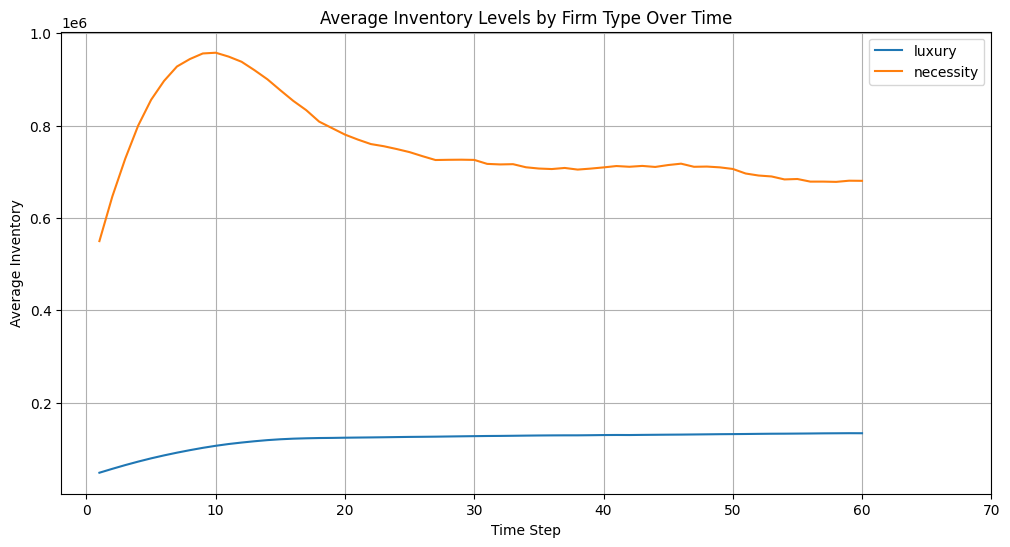 Average Inventory Levels by Firm Type Over Time
1e6
1.0
0.8
0.6
0.4
0.2
Average Inventory
luxury
necessity
0 10 20 30 40 50 60 70
Time Step